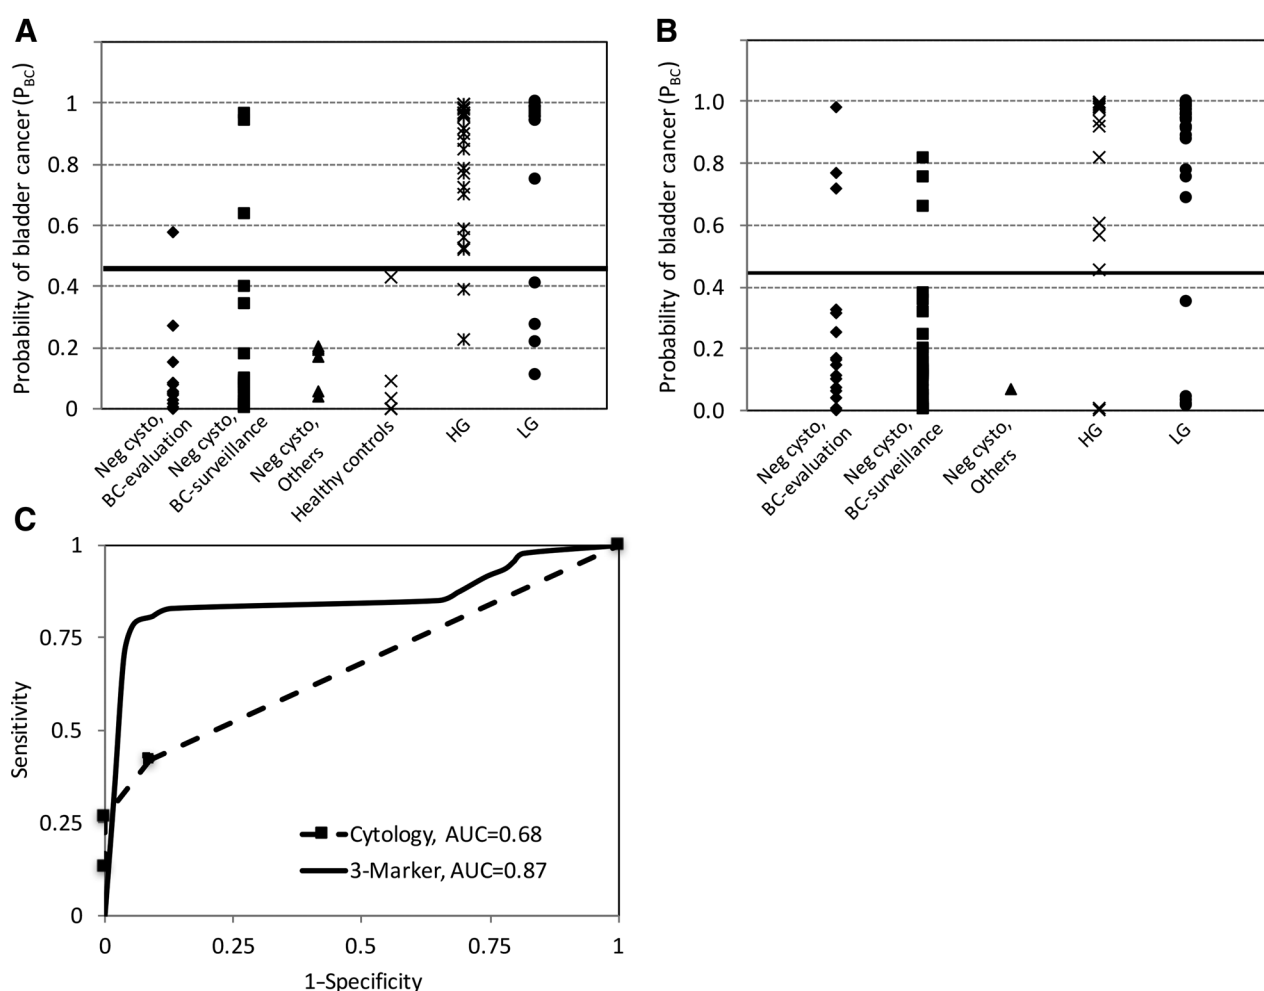 A
Probability of bladder cancer (PBC)
1
0.8
0.6
0.4
0.2
0
Neg cysto,
BC-evaluation
Neg cysto,
BC-surveillance
Neg cysto,
Others
Healthy controls
HG
LG
B
Probability of bladder cancer (PBC)
1.0
0.8
0.6
0.4
0.2
0.0
Neg cysto,
BC-evaluation
Neg cysto,
BC-surveillance
Neg cysto,
Others
HG
LG
C
Sensitivity
1
0.75
0.5
0.25
0
Cytology, AUC=0.68
3-Marker, AUC=0.87
0
0.25
0.5
0.75
1
1–Specificity